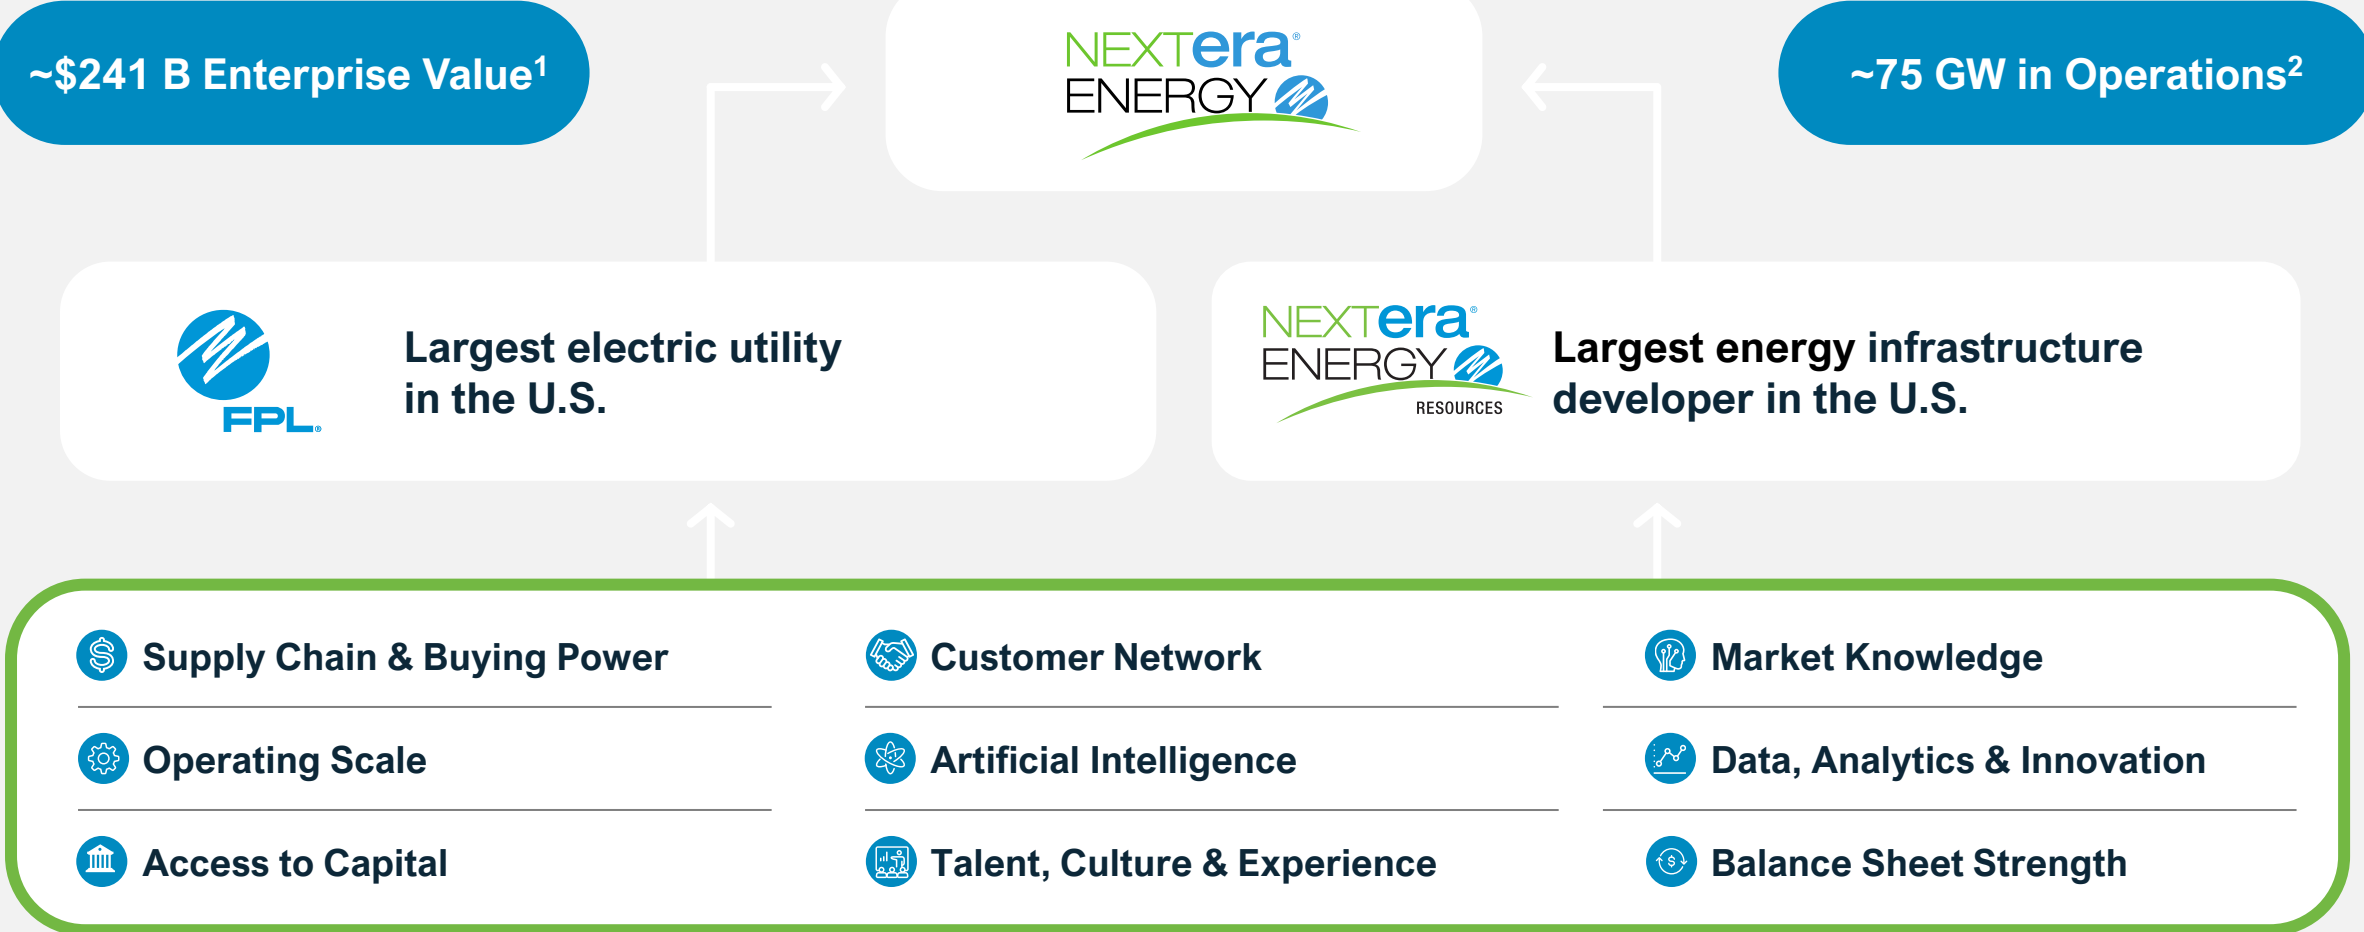 ~$241 B Enterprise Value1
NEXTera®
ENERGY
~75 GW in Operations2
FPL®
Largest electric utility
in the U.S.
NEXTera®
ENERGY
RESOURCES
Largest energy infrastructure
developer in the U.S.
Supply Chain & Buying Power
Customer Network
Market Knowledge
Operating Scale
Artificial Intelligence
Data, Analytics & Innovation
Access to Capital
Talent, Culture & Experience
Balance Sheet Strength